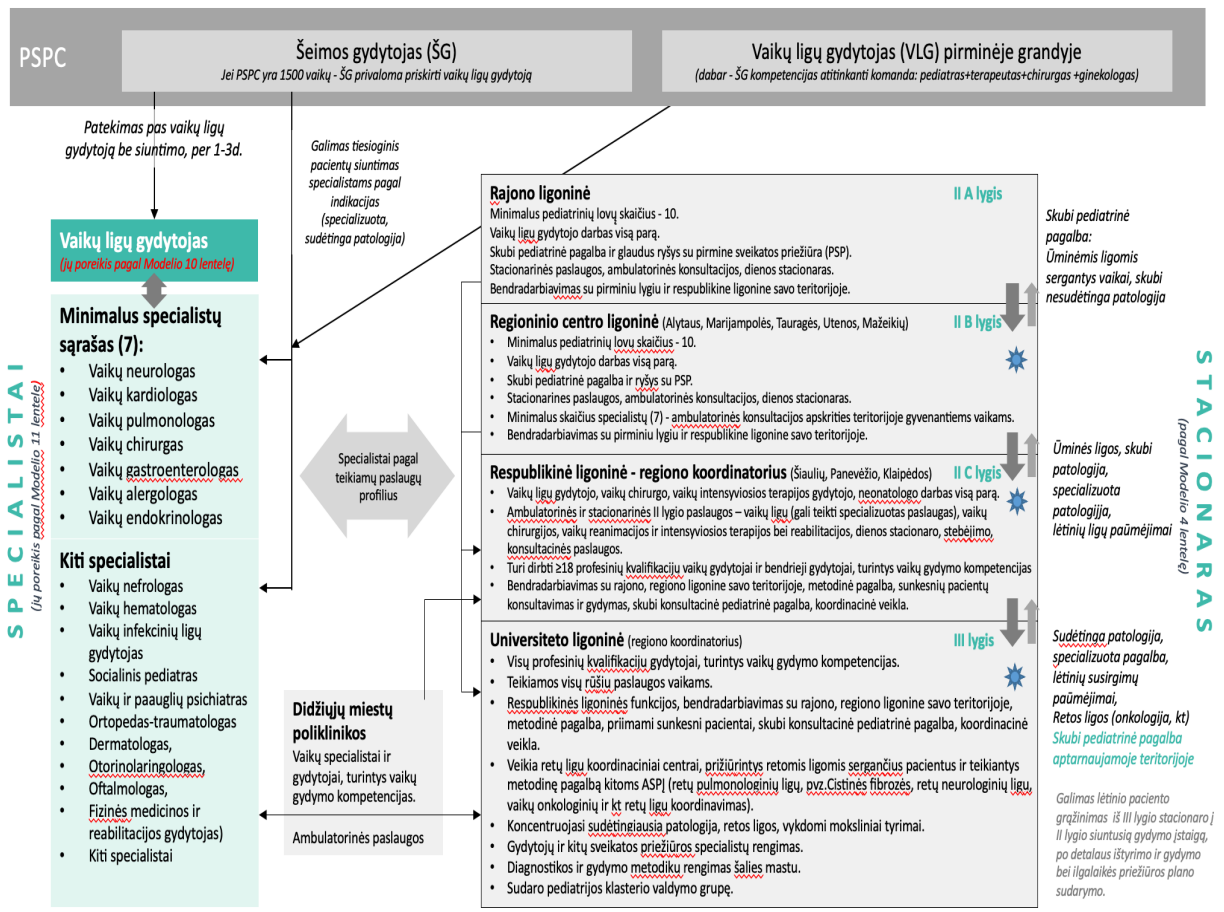 PSPC
Šeimos gydytojas (ŠG)
Jei PSPC yra 1500 vaikų - ŠG privaloma priskirti vaikų ligų gydytoją
Vaikų ligų gydytojas (VLG) pirminėje grandyje
(dabar - ŠG kompetencijas atitinkanti komanda: pediatras+terapeutas+chirurgas +ginekologas)
Patekimas pas vaikų ligų
gydytoją be siuntimo, per 1-3d.
Galimas tiesioginis
pacientų siuntimas
specialistams pagal
indikacijas
(specializuota,
sudėtinga patologija)
Vaikų ligų gydytojas
(jų poreikis pagal Modelio 10 lentelę)
Minimalus specialistų
sąrašas (7):
• Vaikų neurologas
• Vaikų kardiologas
• Vaikų pulmonologas
• Vaikų chirurgas
• Vaikų gastroenterologas
• Vaikų alergologas
• Vaikų endokrinologas
Kiti specialistai
• Vaikų nefrologas
• Vaikų hematologas
• Vaikų infekcinių ligų
gydytojas
• Socialinis pediatras
• Vaikų ir paauglių psichiatras
• Ortopedas-traumatologas
• Dermatologas,
• Otorinolaringologas,
• Oftalmologas,
• Fizinės medicinos ir
reabilitacijos gydytojas)
• Kiti specialistai
SPECIALISTAI
(jų poreikis pagal Modelio 11 lentelę)
Specialistai pagal
teikiamų paslaugų
profilius
Didžiųjų miestų
poliklinikos
Vaikų specialistai ir
gydytojai, turintys vaikų
gydymo kompetencijas.
Ambulatorinės paslaugos
Rajono ligoninė
II A lygis
Minimalus pediatrinių lovų skaičius - 10.
Vaikų ligų gydytojo darbas visą parą.
Skubi pediatrinė pagalba ir glaudus ryšys su pirmine sveikatos priežiūra (PSP).
Stacionarinės paslaugos, ambulatorinės konsultacijos, dienos stacionaras.
Bendradarbiavimas su pirminiu lygiu ir respublikine ligonine savo teritorijoje.
Regioninio centro ligoninė (Alytaus, Marijampolės, Tauragės, Utenos, Mažeikių)
II B lygis
• Minimalus pediatrinių lovų skaičius - 10.
• Vaikų ligų gydytojo darbas visą parą.
• Skubi pediatrinė pagalba ir ryšys su PSP.
• Stacionarines paslaugos, ambulatorinės konsultacijos, dienos stacionaras.
• Minimalus skaičius specialistų (7) - ambulatorinės konsultacijos apskrities teritorijoje gyvenantiems vaikams.
• Bendradarbiavimas su pirminiu lygiu ir respublikine ligonine savo teritorijoje.
Respublikinė ligoninė - regiono koordinatorius (Šiaulių, Panevėžio, Klaipėdos)
II C lygis
• Vaikų ligų gydytojo, vaikų chirurgo, vaikų intensyviosios terapijos gydytojo, neonatologo darbas visą parą.
• Ambulatorinės ir stacionarinės II lygio paslaugos – vaikų ligų (gali teikti specializuotas paslaugas), vaikų
chirurgijos, vaikų reanimacijos ir intensyviosios terapijos bei reabilitacijos, dienos stacionaro, stebėjimo,
konsultacinės paslaugos.
• Turi dirbti ≥18 profesinių kvalifikacijų vaikų gydytojai ir bendrieji gydytojai, turintys vaikų gydymo kompetencijas
• Bendradarbiavimas su rajono, regiono ligonine savo teritorijoje, metodinė pagalba, sunkesnių pacientų
konsultavimas ir gydymas, skubi konsultacinė pediatrinė pagalba, koordinacinė veikla.
Universiteto ligoninė (regiono koordinatorius)
III lygis
• Visų profesinių kvalifikacijų gydytojai, turintys vaikų gydymo kompetencijas.
• Teikiamos visų rūšių paslaugos vaikams.
• Respublikinės ligoninės funkcijos, bendradarbiavimas su rajono, regiono ligonine savo teritorijoje,
metodinė pagalba, priimami sunkesni pacientai, skubi konsultacinė pediatrinė pagalba, koordinacinė
veikla.
• Veikia retų ligų koordinaciniai centrai, prižiūrintys retomis ligomis sergančius pacientus ir teikiantys
metodinę pagalbą kitoms ASPĮ (retų pulmonologinių ligų, pvz.Cistinės fibrozės, retų neurologinių ligų,
vaikų onkologinių ir kt retų ligų koordinavimas).
• Koncentruojasi sudėtingiausia patologija, retos ligos, vykdomi moksliniai tyrimai.
• Gydytojų ir kitų sveikatos priežiūros specialistų rengimas.
• Diagnostikos ir gydymo metodikų rengimas šalies mastu.
• Sudaro pediatrijos klasterio valdymo grupę.
Skubi pediatrinė
pagalba:
Ūminėmis ligomis
sergantys vaikai, skubi
nesudėtinga patologija
Ūminės ligos, skubi
patologija,
specializuota
patologijja,
lėtinių ligų paūmėjimai
Sudėtinga patologija,
specializuota pagalba,
lėtinių susirgimų
paūmėjimai,
Retos ligos (onkologija, kt)
Skubi pediatrinė pagalba
aptarnaujamoje teritorijoje
Galimas lėtinio paciento
grąžinimas iš III lygio stacionaro į
II lygio siuntusią gydymo įstaigą,
po detalaus ištyrimo ir gydymo
bei ilgalaikės priežiūros plano
sudarymo.
STACIONARAS
(pagal Modelio 4 lentelę)